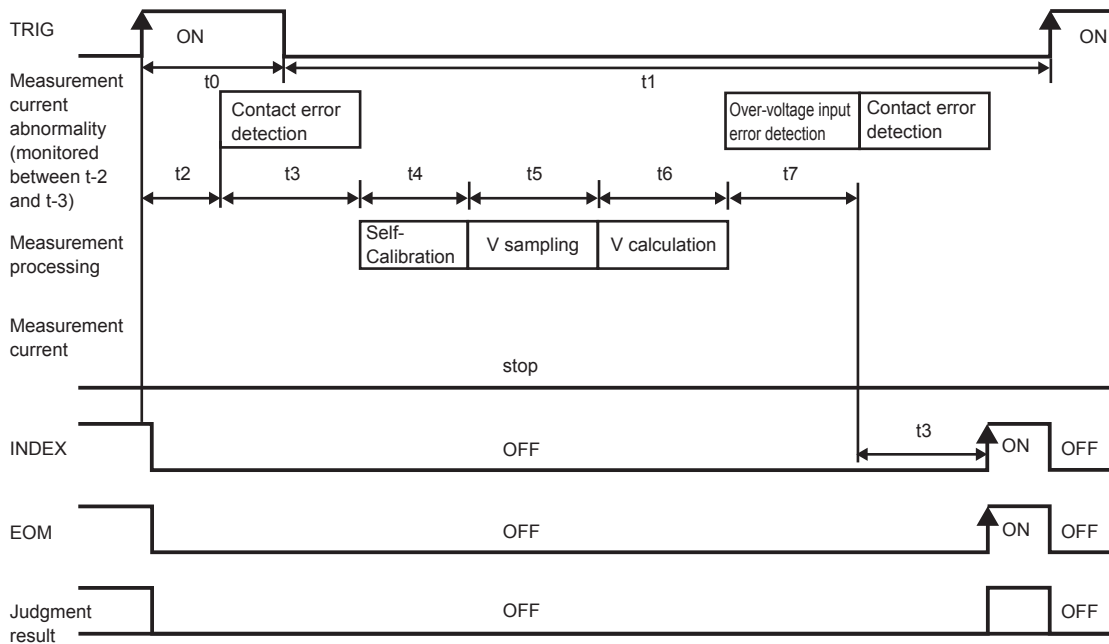 TRIG
ON
ON
t0
t1
Measurement
current
abnormality
(monitored
between t-2
and t-3)
Contact error
detection
Over-voltage input
error detection
Contact error
detection
t2
t3
t4
t5
t6
t7
Measurement
processing
Self-
Calibration
V sampling
V calculation
Measurement
current
stop
INDEX
OFF
t3
ON
OFF
EOM
OFF
ON
OFF
Judgment
result
OFF
OFF